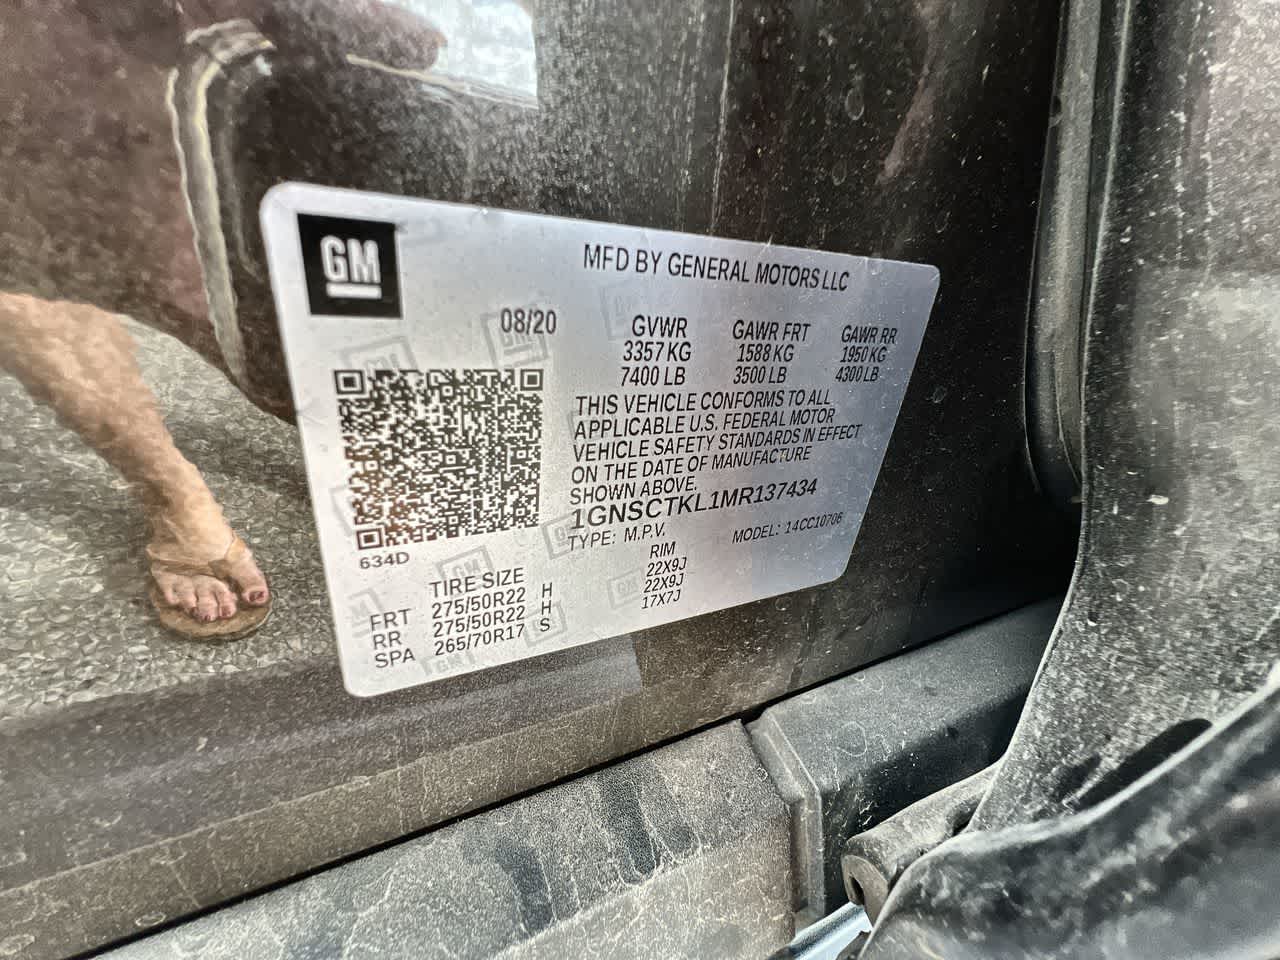 GM
MFD BY GENERAL MOTORS LLC
08/20
GVWR GAWR FRT GAWR RR
3357 KG 1588 KG 1950 KG
7400 LB 3500 LB 4300 LB
THIS VEHICLE CONFORMS TO ALL
APPLICABLE U.S. FEDERAL MOTOR
VEHICLE SAFETY STANDARDS IN EFFECT
ON THE DATE OF MANUFACTURE
SHOWN ABOVE.
1GNSCTKL1MR137434
TYPE: M.P.V. MODEL: 14CC10706
634D
TIRE SIZE RIM
FRT 275/50R22 H 22X9J
RR 275/50R22 H 22X9J
SPA 265/70R17 S 17X7J